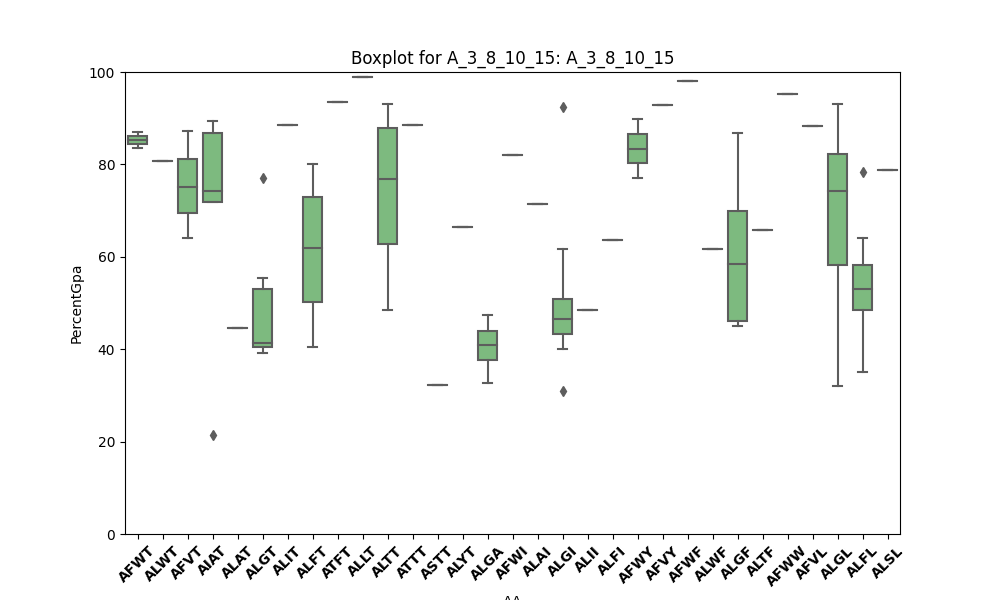 Boxplot for A_3_8_10_15: A_3_8_10_15
100
80
60
40
20
0
PercentGpa
AFWT ALWT AFVT AIAT ALAT ALGT ALIT ALFT ATFT ALLT ALTT ATTT ASTT ALYT ALGA AFWI ALAI ALGI ALII ALFI AFWY AFVY AFWF ALWF ALGF ALTF AFWW AFVL ALGL ALFL ALSL
AA